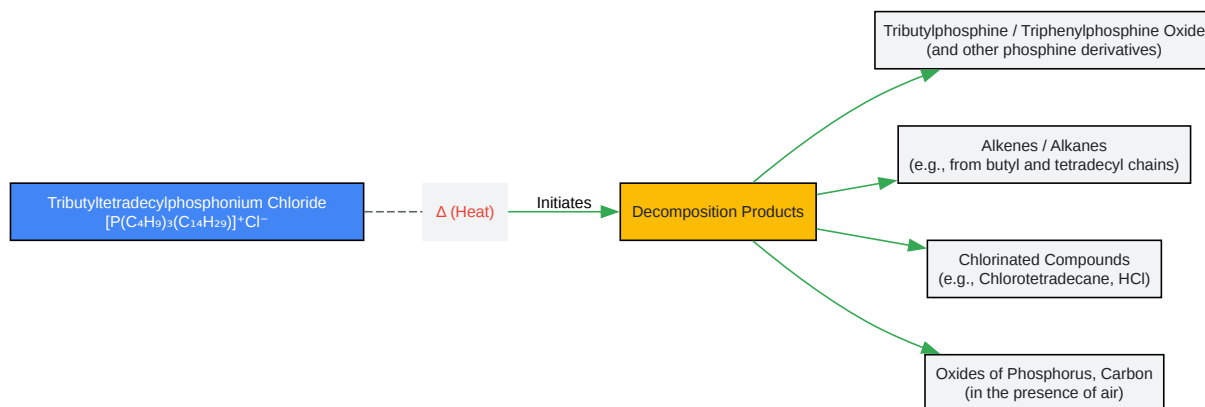 Tributyltetradecylphosphonium Chloride
[P(C₄H₉)₃(C₁₄H₂₉)]⁺Cl⁻
Δ (Heat)
Initiates
Decomposition Products
Tributylphosphine / Triphenylphosphine Oxide
(and other phosphine derivatives)
Alkenes / Alkanes
(e.g., from butyl and tetradecyl chains)
Chlorinated Compounds
(e.g., Chlorotetradecane, HCl)
Oxides of Phosphorus, Carbon
(in the presence of air)